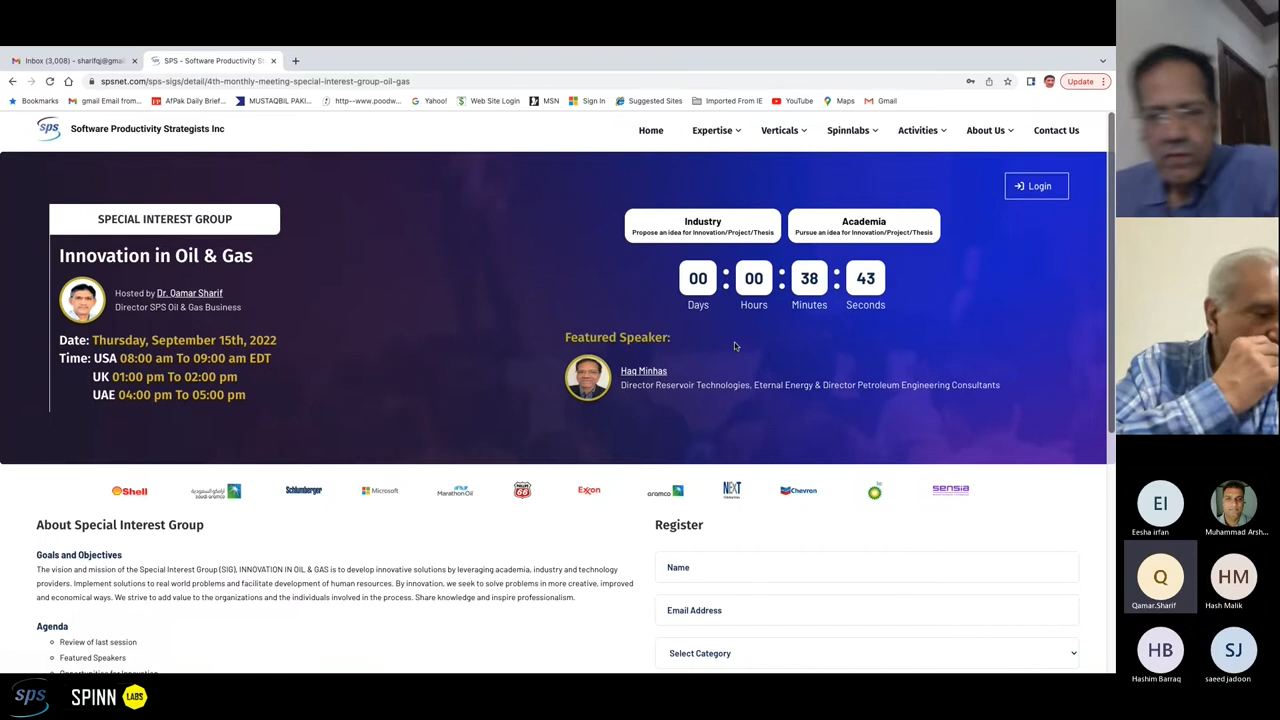 Inbox (3,008) - sharifqj@gmai
SPS - Software Productivity St
spsnet.com/sps-sigs/detail/4th-monthly-meeting-special-interest-group-oil-gas
Update
Bookmarks
gmail Email from...
AfPak Daily Brief...
MUSTAQBIL PAKI...
http--www.poodw...
Yahoo!
Web Site Login
MSN
Sign In
Suggested Sites
Imported From IE
YouTube
Maps
Gmail
sps
Software Productivity Strategists Inc
Home
Expertise
Verticals
Spinnlabs
Activities
About Us
Contact Us
Login
SPECIAL INTEREST GROUP
Innovation in Oil & Gas
Hosted by Dr. Qamar Sharif
Director SPS Oil & Gas Business
Date: Thursday, September 15th, 2022
Time: USA 08:00 am To 09:00 am EDT
UK 01:00 pm To 02:00 pm
UAE 04:00 pm To 05:00 pm
Industry
Propose an idea for Innovation/Project/Thesis
Academia
Pursue an idea for Innovation/Project/Thesis
00 : 00 : 38 : 43
Days Hours Minutes Seconds
Featured Speaker:
Haq Minhas
Director Reservoir Technologies, Eternal Energy & Director Petroleum Engineering Consultants
Shell
Schlumberger
Microsoft
MarathonOil
66
Exxon
aramco
NEXT
Chevron
bp
sensia
About Special Interest Group
Goals and Objectives
The vision and mission of the Special Interest Group (SIG), INNOVATION IN OIL & GAS is to develop innovative solutions by leveraging academia, industry and technology
providers. Implement solutions to real world problems and facilitate development of human resources. By innovation, we seek to solve problems in more creative, improved
and economical ways. We strive to add value to the organizations and the individuals involved in the process. Share knowledge and inspire professionalism.
Agenda
Review of last session
Featured Speakers
Opportunities for Innovation
Register
Name
Email Address
Select Category
EI
Eesha irfan
Muhammad Arsh...
Q
Qamar.Sharif
HM
Hash Malik
HB
Hashim Barraq
SJ
saeed jadoon
sps
SPINN LABS